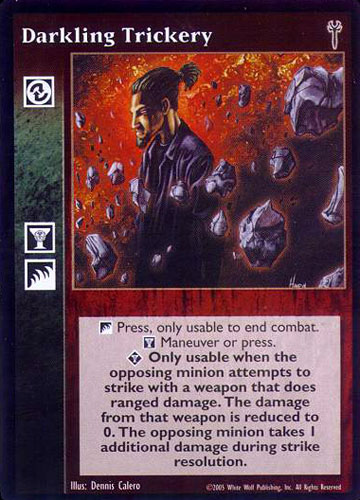 Darkling Trickery
Press, only usable to end combat.
Maneuver or press.
Only usable when the
opposing minion attempts to
strike with a weapon that does
ranged damage. The damage
from that weapon is reduced to
0. The opposing minion takes 1
additional damage during strike
resolution.
Illus: Dennis Calero
©2005 White Wolf Publishing, Inc. All Rights Reserved